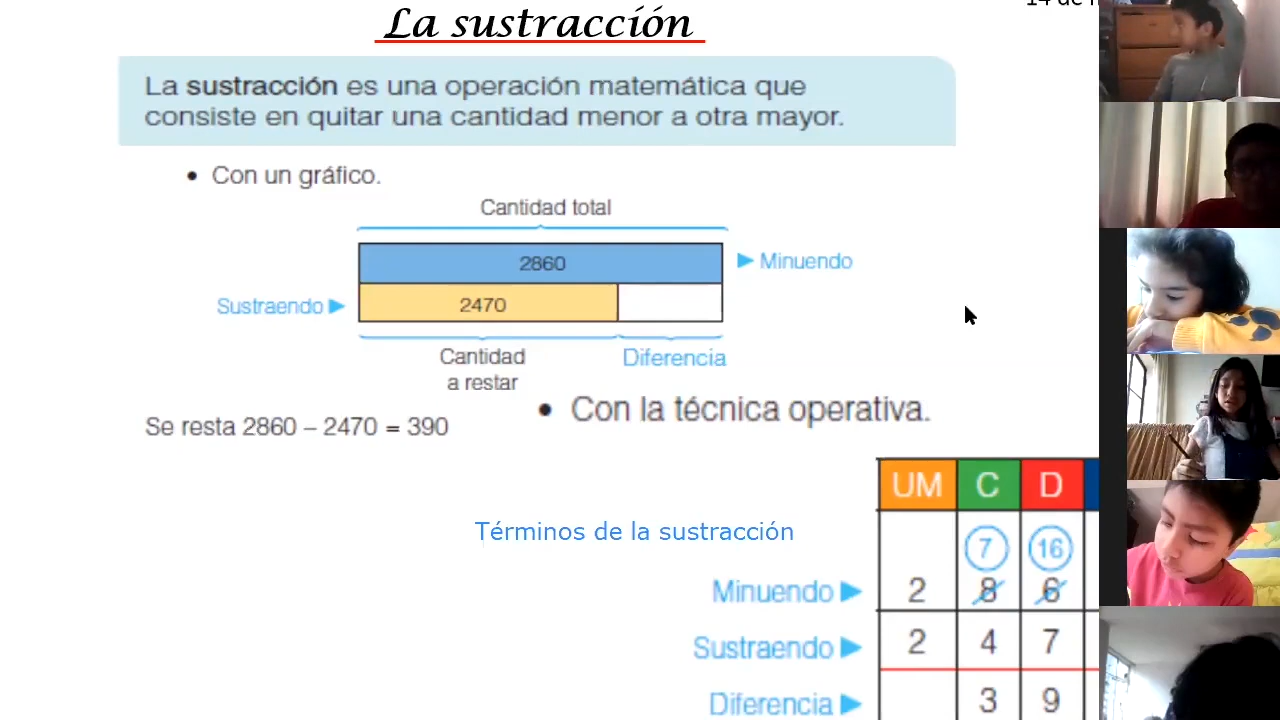 La sustracción
14 de
La sustracción es una operación matemática que
consiste en quitar una cantidad menor a otra mayor.
• Con un gráfico.
Cantidad total
2860
Minuendo
Sustraendo
2470
Cantidad
a restar
Diferencia
Se resta 2860 – 2470 = 390
• Con la técnica operativa.
UM C D
7 16
Términos de la sustracción
Minuendo 2 8 6
Sustraendo 2 4 7
Diferencia 3 9